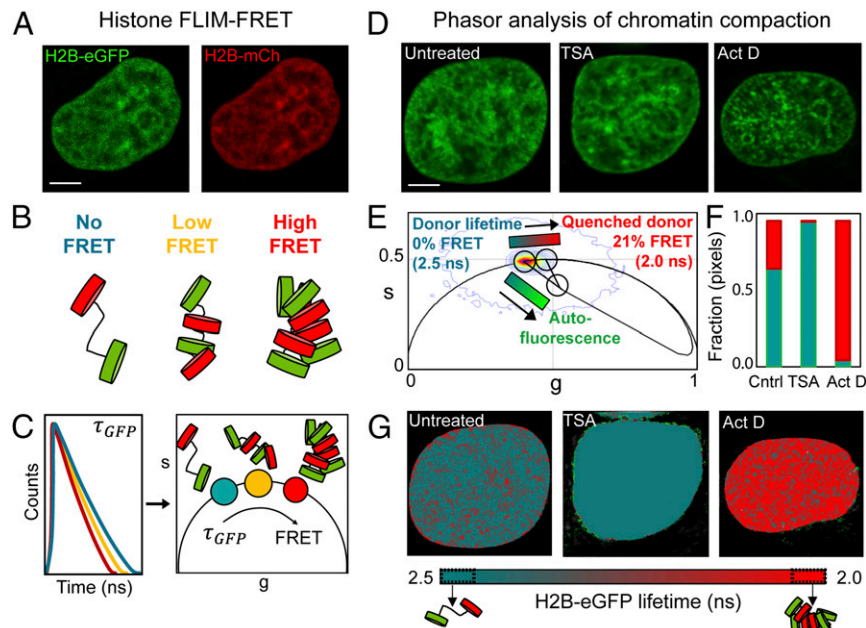 Histone FLIM-FRET
Phasor analysis of chromatin compaction
A
H2B-eGFP
H2B-mCh
D
Untreated
TSA
Act D
B
No
FRET
Low
FRET
High
FRET
E
Donor lifetime
0% FRET
(2.5 ns)
Quenched donor
21% FRET
(2.0 ns)
Auto-
fluorescence
0.5
s
0
0
g
1
F
Fraction (pixels)
1.0
0.5
0.0
Cntrl TSA Act D
C
τGFP
Counts
Time (ns)
s
τGFP
FRET
g
G
Untreated
TSA
Act D
2.5
2.0
H2B-eGFP lifetime (ns)